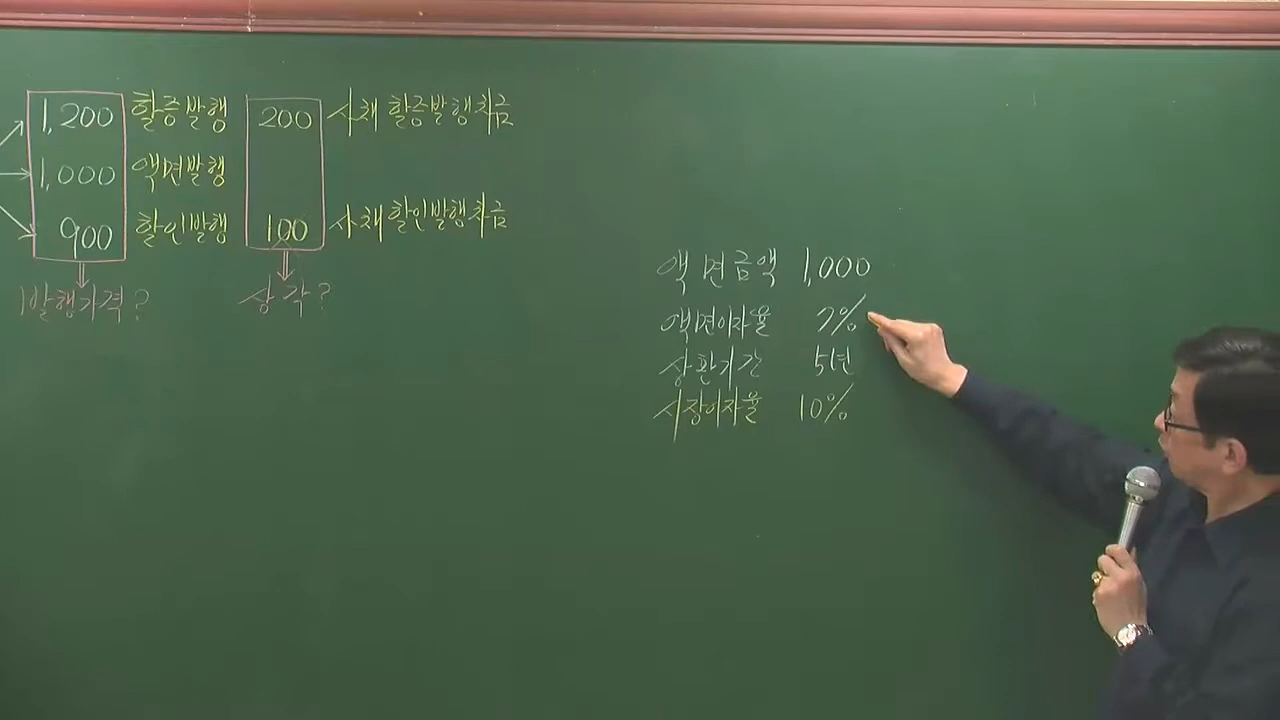 1,200 할증발행 200 사채 할증발행차금
1,000 액면발행
900 할인발행 100 사채 할인발행차금
발행가격? 상각?
액면금액 1,000
액면이자율 7%
상환기간 5년
시장이자율 10%